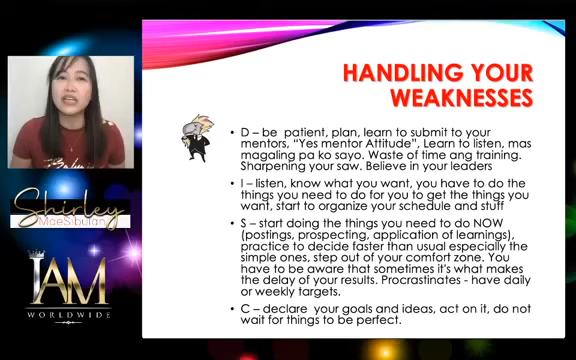 HANDLING YOUR
WEAKNESSES
• D – be patient, plan, learn to submit to your
mentors, “Yes mentor Attitude”, Learn to listen, mas
magaling pa ko sayo. Waste of time ang training.
Sharpening your saw. Believe in your leaders
• I – listen, know what you want, you have to do the
things you need to do for you to get the things you
want, start to organize your schedule and stuff
• S – start doing the things you need to do NOW
(postings, prospecting, application of learnings),
practice to decide faster than usual especially the
simple ones, step out of your comfort zone. You
have to be aware that sometimes it's what makes
the delay of your results. Procrastinates - have daily
or weekly targets.
• C – declare your goals and ideas, act on it, do not
wait for things to be perfect.
Shirley
MaeSibulan
IAM
WORLDWIDE